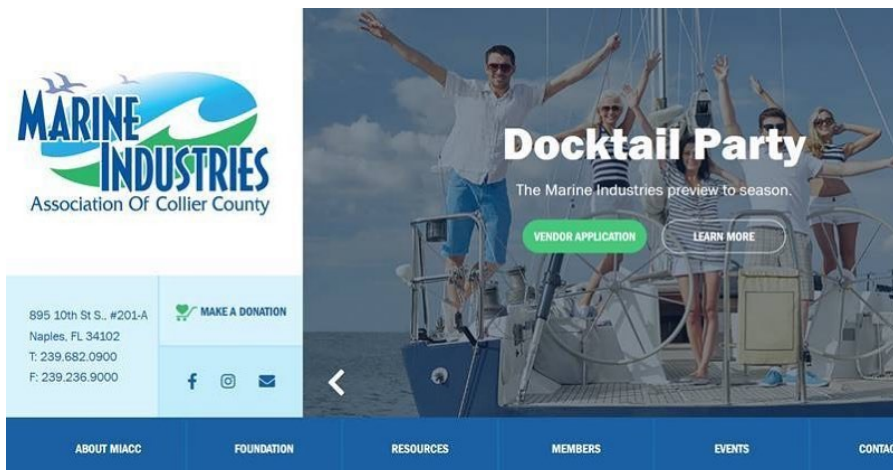 MARINE
INDUSTRIES
Association Of Collier County
Docktail Party
The Marine Industries preview to season.
VENDOR APPLICATION
LEARN MORE
895 10th St S., #201-A
Naples, FL 34102
T: 239.682.0900
F: 239.236.9000
MAKE A DONATION
ABOUT MIACC
FOUNDATION
RESOURCES
MEMBERS
EVENTS
CONTAC